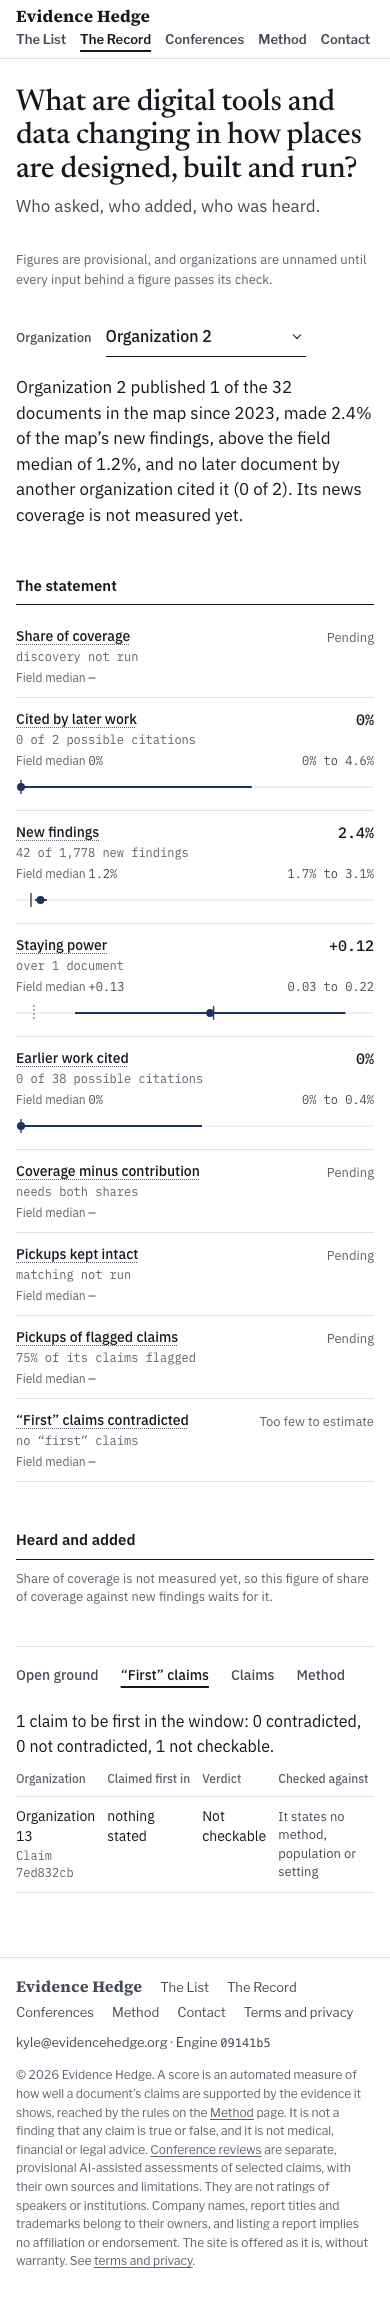 Evidence Hedge
The List The Record Conferences Method Contact
What are digital tools and
data changing in how places
are designed, built and run?
Who asked, who added, who was heard.
Figures are provisional, and organizations are unnamed until
every input behind a figure passes its check.
Organization Organization 2
Organization 2 published 1 of the 32
documents in the map since 2023, made 2.4%
of the map’s new findings, above the field
median of 1.2%, and no later document by
another organization cited it (0 of 2). Its news
coverage is not measured yet.
The statement
Share of coverage Pending
discovery not run
Field median —
Cited by later work 0%
0 of 2 possible citations
Field median 0% 0% to 4.6%
New findings 2.4%
42 of 1,778 new findings
Field median 1.2% 1.7% to 3.1%
Staying power +0.12
over 1 document
Field median +0.13 0.03 to 0.22
Earlier work cited 0%
0 of 38 possible citations
Field median 0% 0% to 0.4%
Coverage minus contribution Pending
needs both shares
Field median —
Pickups kept intact Pending
matching not run
Field median —
Pickups of flagged claims Pending
75% of its claims flagged
Field median —
“First” claims contradicted Too few to estimate
no “first” claims
Field median —
Heard and added
Share of coverage is not measured yet, so this figure of share
of coverage against new findings waits for it.
Open ground “First” claims Claims Method
1 claim to be first in the window: 0 contradicted,
0 not contradicted, 1 not checkable.
Organization Claimed first in Verdict Checked against
Organization nothing Not It states no
13 stated checkable method,
Claim population or
7ed832cb setting
Evidence Hedge The List The Record
Conferences Method Contact Terms and privacy
kyle@evidencehedge.org · Engine 09141b5
© 2026 Evidence Hedge. A score is an automated measure of
how well a document’s claims are supported by the evidence it
shows, reached by the rules on the Method page. It is not a
finding that any claim is true or false, and it is not medical,
financial or legal advice. Conference reviews are separate,
provisional AI-assisted assessments of selected claims, with
their own sources and limitations. They are not ratings of
speakers or institutions. Company names, report titles and
trademarks belong to their owners, and listing a report implies
no affiliation or endorsement. The site is offered as it is, without
warranty. See terms and privacy.